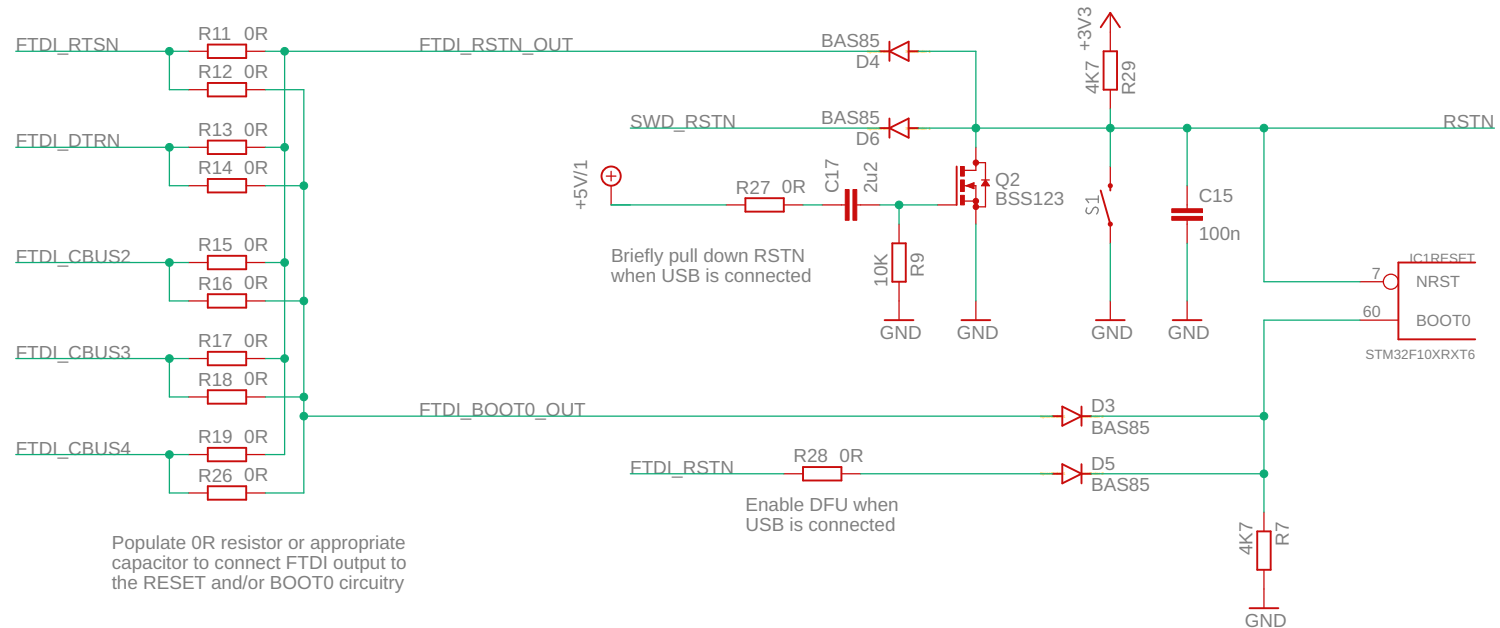 FTDI_RTSN
R11 0R
R12 0R
FTDI_RSTN_OUT
BAS85
D4
+3V3
4K7
R29
FTDI_DTRN
R13 0R
R14 0R
SWD_RSTN
BAS85
D6
RSTN
+5V/1
R27 0R
C17
2u2
Q2
BSS123
S1
C15
100n
Briefly pull down RSTN
when USB is connected
10K
R9
GND
GND
GND
GND
FTDI_CBUS2
R15 0R
R16 0R
IC1RESET
7
NRST
60
BOOT0
STM32F10XRXT6
FTDI_CBUS3
R17 0R
R18 0R
FTDI_BOOT0_OUT
D3
BAS85
FTDI_CBUS4
R19 0R
R26 0R
FTDI_RSTN
R28 0R
D5
BAS85
Enable DFU when
USB is connected
4K7
R7
GND
Populate 0R resistor or appropriate
capacitor to connect FTDI output to
the RESET and/or BOOT0 circuitry